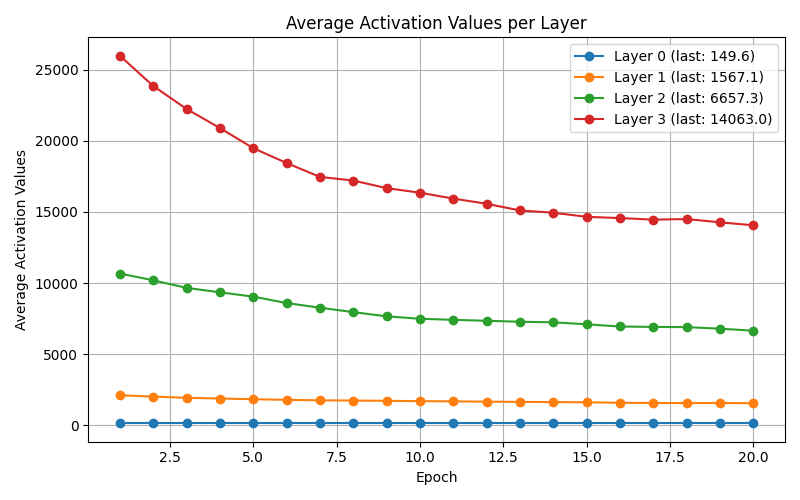 Average Activation Values per Layer
Layer 0 (last: 149.6)
Layer 1 (last: 1567.1)
Layer 2 (last: 6657.3)
Layer 3 (last: 14063.0)
Average Activation Values
25000
20000
15000
10000
5000
0
2.5 5.0 7.5 10.0 12.5 15.0 17.5 20.0
Epoch